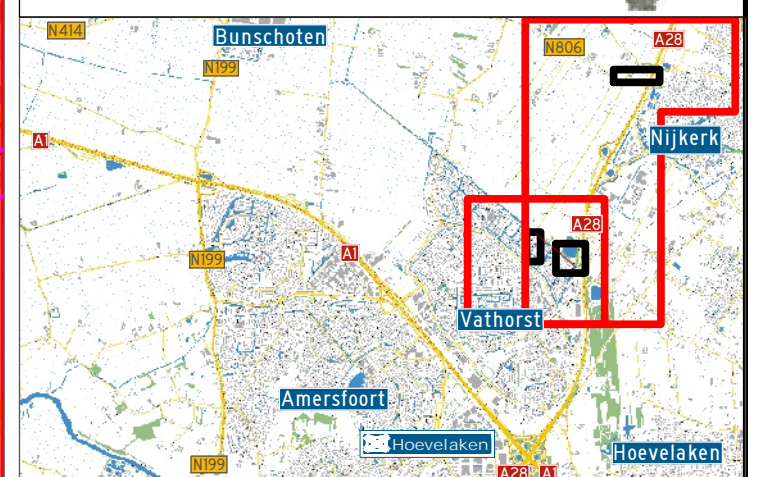 N414
Bunschoten
N806
A28
N199
A1
Nijkerk
A28
N199
A1
Vathorst
Amersfoort
Hoevelaken
Hoevelaken
N199
A28
A1